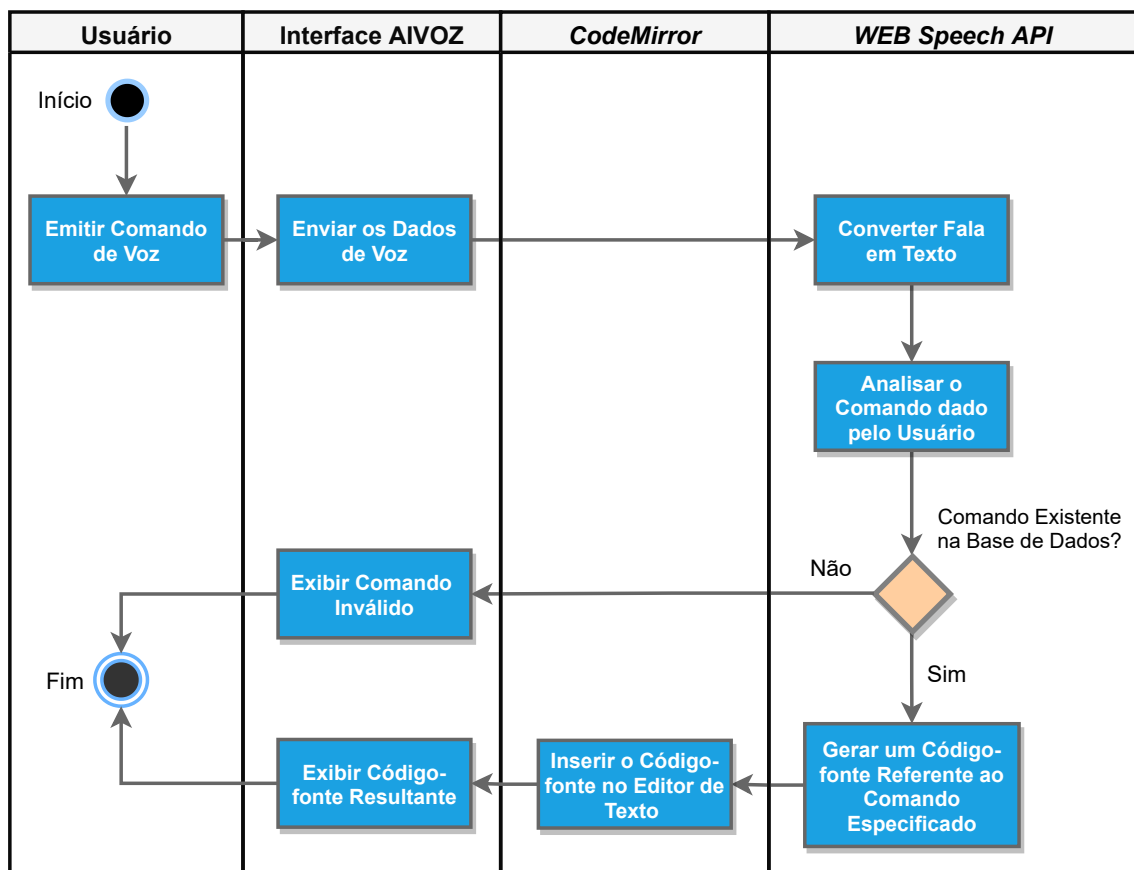 Usuário
Interface AIVOZ
CodeMirror
WEB Speech API
Início
Emitir Comando
de Voz
Enviar os Dados
de Voz
Converter Fala
em Texto
Analisar o
Comando dado
pelo Usuário
Comando Existente
na Base de Dados?
Não
Exibir Comando
Inválido
Fim
Sim
Exibir Código-
fonte Resultante
Inserir o Código-
fonte no Editor de
Texto
Gerar um Código-
fonte Referente ao
Comando
Especificado